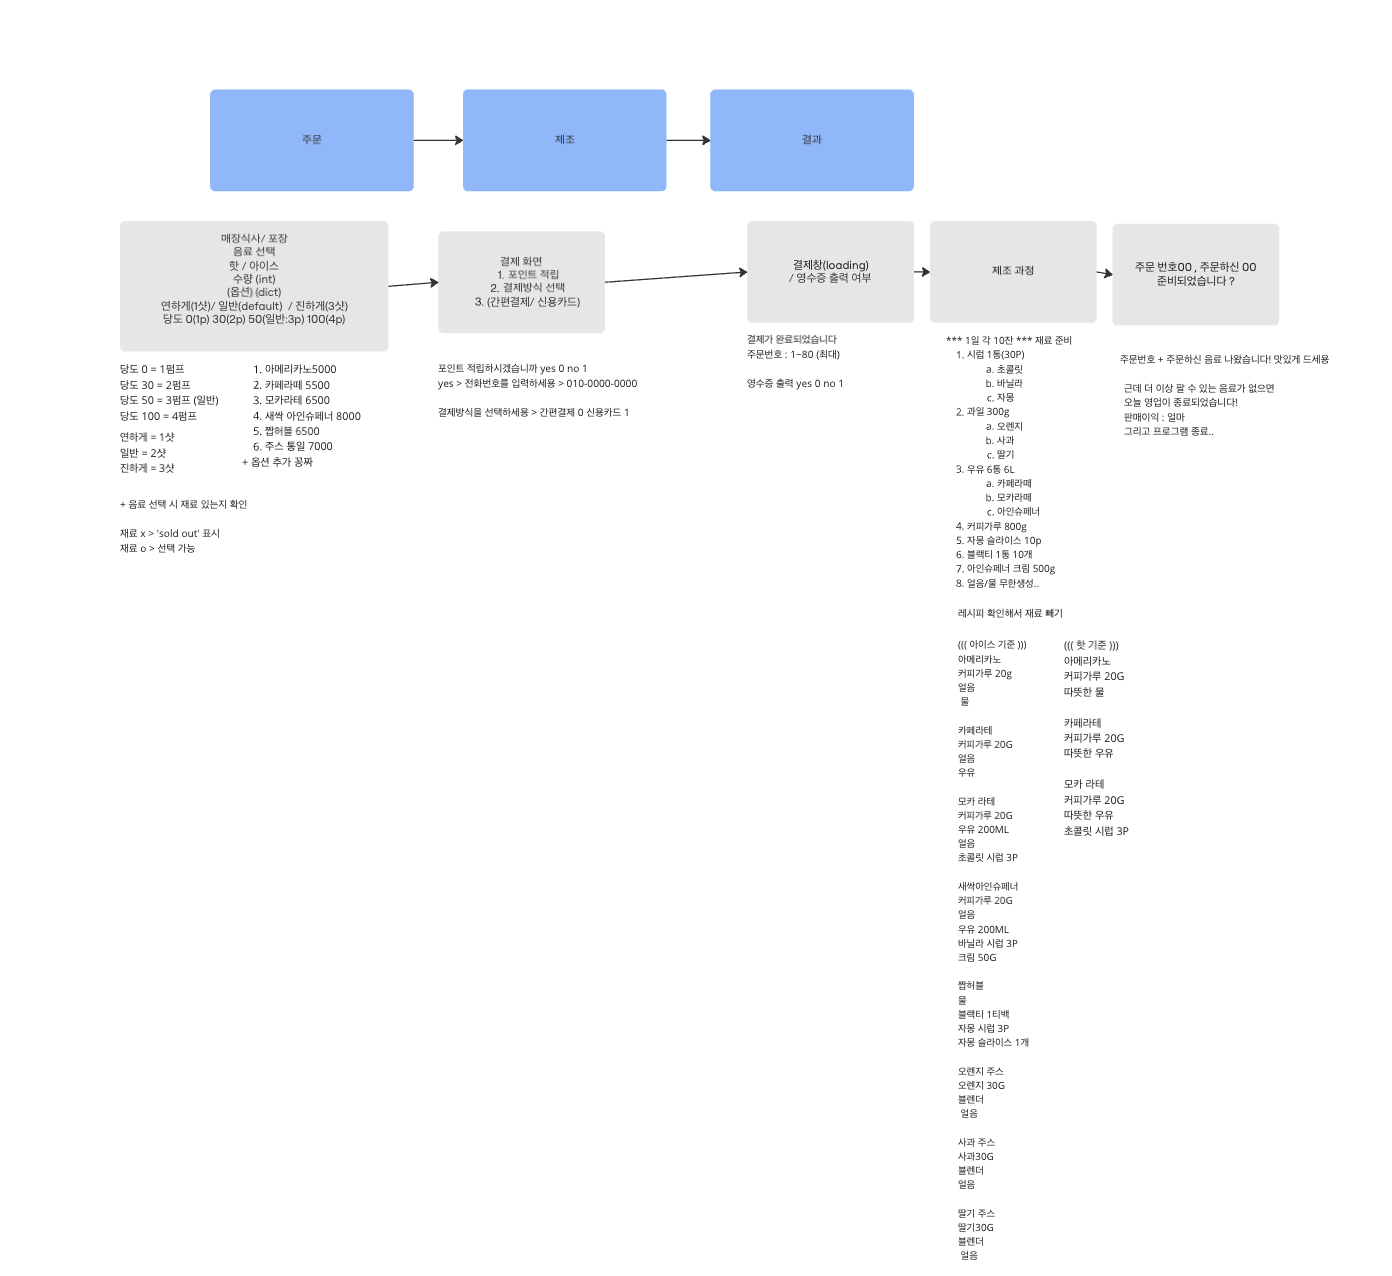 주문
제조
결과
매장식사/ 포장
음료 선택
핫 / 아이스
수량 (int)
(옵션) (dict)
연하게(1샷)/ 일반(default)  / 진하게(3샷)
당도 0(1p) 30(2p) 50(일반:3p) 100(4p)
결제 화면
1. 포인트 적립
2. 결제방식 선택
3. (간편결제/ 신용카드)
결제창(loading)
/ 영수증 출력 여부
제조 과정
주문 번호00 , 주문하신 00
준비되었습니다 ?
당도 0 = 1펌프
당도 30 = 2펌프
당도 50 = 3펌프 (일반)
당도 100 = 4펌프
연하게 = 1샷
일반 = 2샷
진하게 = 3샷
+ 음료 선택 시 재료 있는지 확인
재료 x > 'sold out' 표시
재료 o > 선택 가능
1. 아메리카노5000
2. 카페라떼 5500
3. 모카라테 6500
4. 새싹 아인슈페너 8000
5. 짭허블 6500
6. 주스 통일 7000
+ 옵션 추가 꽁짜
포인트 적립하시겠습니까 yes 0 no 1
yes > 전화번호를 입력하세용 > 010-0000-0000
결제방식을 선택하세용 > 간편결제 0 신용카드 1
결제가 완료되었습니다
주문번호 : 1~80 (최대)
영수증 출력 yes 0 no 1
*** 1일 각 10잔 *** 재료 준비
1. 시럽 1통(30P)
a. 초콜릿
b. 바닐라
c. 자몽
2. 과일 300g
a. 오렌지
b. 사과
c. 딸기
3. 우유 6통 6L
a. 카페라떼
b. 모카라떼
c. 아인슈페너
4. 커피가루 800g
5. 자몽 슬라이스 10p
6. 블랙티 1통 10개
7. 아인슈페너 크림 500g
8. 얼음/물 무한생성..
레시피 확인해서 재료 빼기
((( 아이스 기준 )))
아메리카노
커피가루 20g
얼음
물
카페라테
커피가루 20G
얼음
우유
모카 라테
커피가루 20G
우유 200ML
얼음
초콜릿 시럽 3P
새싹아인슈페너
커피가루 20G
얼음
우유 200ML
바닐라 시럽 3P
크림 50G
짭허블
물
블랙티 1티백
자몽 시럽 3P
자몽 슬라이스 1개
오렌지 주스
오렌지 30G
블렌더
얼음
사과 주스
사과30G
블렌더
얼음
딸기 주스
딸기30G
블렌더
얼음
((( 핫 기준 )))
아메리카노
커피가루 20G
따뜻한 물
카페라테
커피가루 20G
따뜻한 우유
모카 라테
커피가루 20G
따뜻한 우유
초콜릿 시럽 3P
주문번호 + 주문하신 음료 나왔습니다! 맛있게 드세용
근데 더 이상 팔 수 있는 음료가 없으면
오늘 영업이 종료되었습니다!
판매이익 : 얼마
그리고 프로그램 종료..